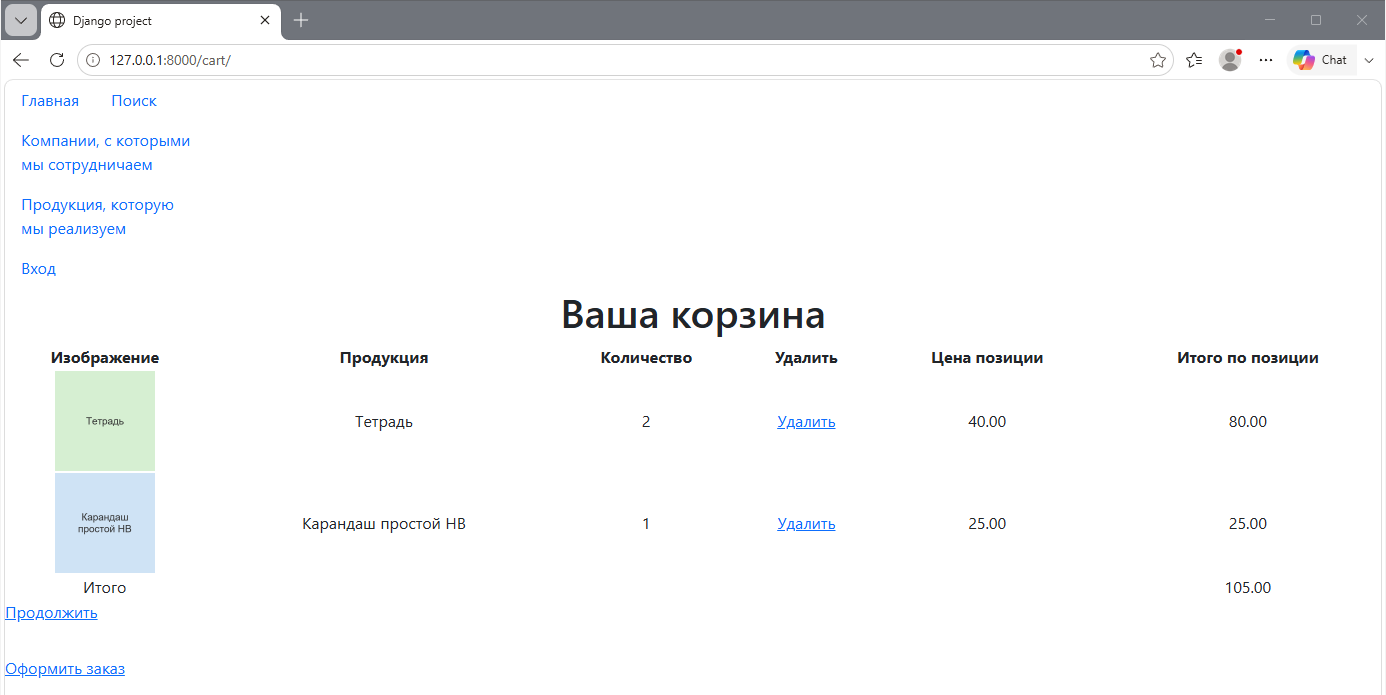 Django project
127.0.0.1:8000/cart/
Chat
Главная Поиск
Компании, с которыми
мы сотрудничаем
Продукция, которую
мы реализуем
Вход
Ваша корзина
Изображение Продукция Количество Удалить Цена позиции Итого по позиции
Тетрадь
Тетрадь 2 Удалить 40.00 80.00
Карандаш
простой HB
Карандаш простой HB 1 Удалить 25.00 25.00
Итого 105.00
Продолжить
Оформить заказ